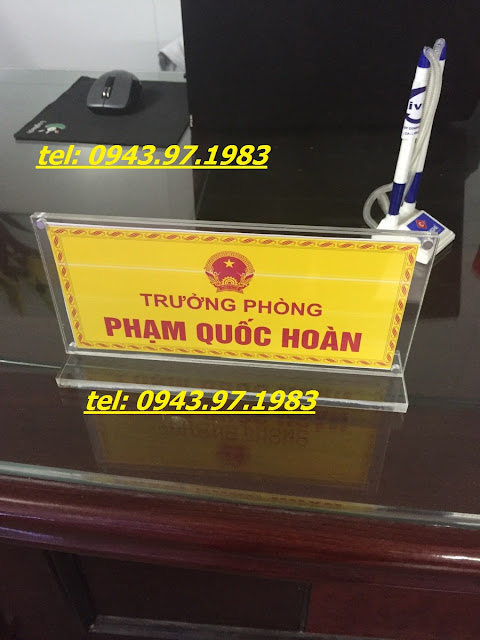 tel: 0943.97.1983
TRƯỞNG PHÒNG
PHẠM QUỐC HOÀN
tel: 0943.97.1983